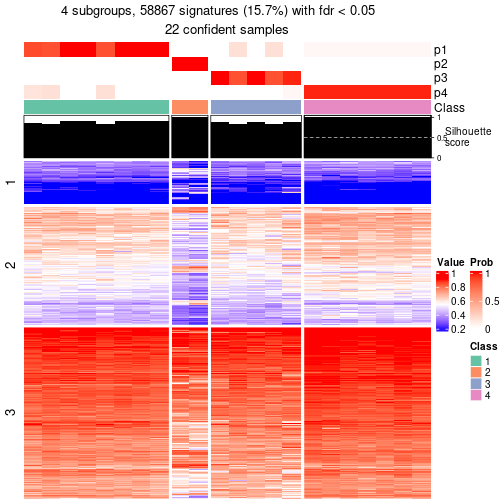 4 subgroups, 58867 signatures (15.7%) with fdr < 0.05
22 confident samples
p1
p2
p3
p4
Class
1
0.5
0
Silhouette
score
1
2
3
Value
1
0.8
0.6
0.4
0.2
Prob
1
0.5
0
Class
1
2
3
4